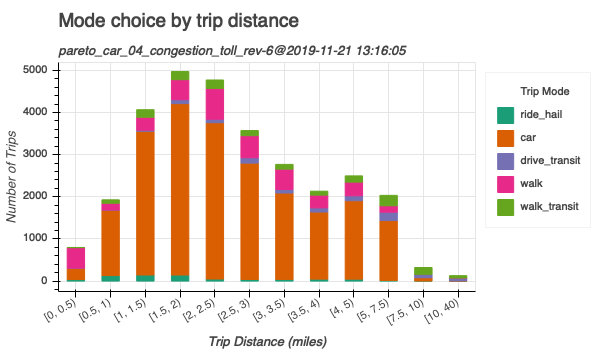 Mode choice by trip distance
pareto_car_04_congestion_toll_rev-6@2019-11-21 13:16:05
Number of Trips
5000
4000
3000
2000
1000
0
[0, 0.5)
[0.5, 1)
[1, 1.5)
[1.5, 2)
[2, 2.5)
[2.5, 3)
[3, 3.5)
[3.5, 4)
[4, 5)
[5, 7.5)
[7.5, 10)
[10, 40)
Trip Distance (miles)
Trip Mode
ride_hail
car
drive_transit
walk
walk_transit